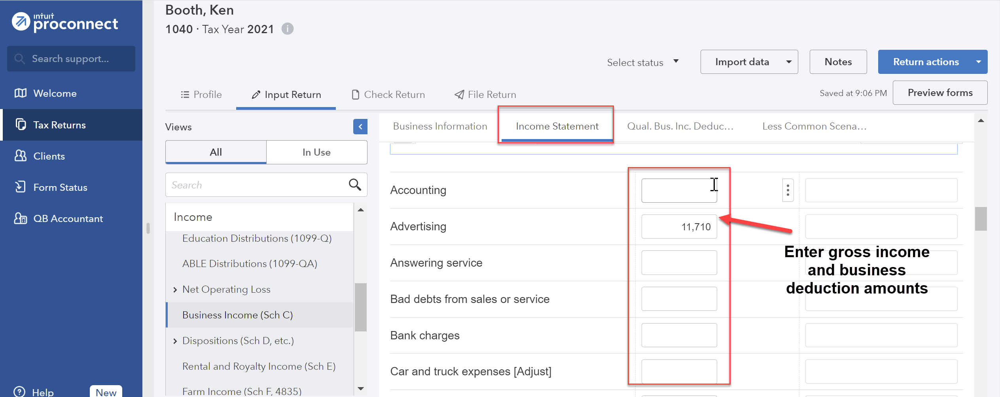 Booth, Ken
1040 · Tax Year 2021 i
ıntuıt
proconnect
Search support...
Welcome
Tax Returns
Clients
Form Status
QB Accountant
Help New
Select status Import data Notes Return actions
Profile Input Return Check Return File Return Saved at 9:06 PM Preview forms
Views
All In Use
Search
Income
Education Distributions (1099-Q)
ABLE Distributions (1099-QA)
Net Operating Loss
Business Income (Sch C)
Dispositions (Sch D, etc.)
Rental and Royalty Income (Sch E)
Farm Income (Sch F, 4835)
Business Information Income Statement Qual. Bus. Inc. Deduc... Less Common Scena...
Accounting
Advertising 11,710
Answering service
Bad debts from sales or service
Bank charges
Car and truck expenses [Adjust]
Enter gross income
and business
deduction amounts